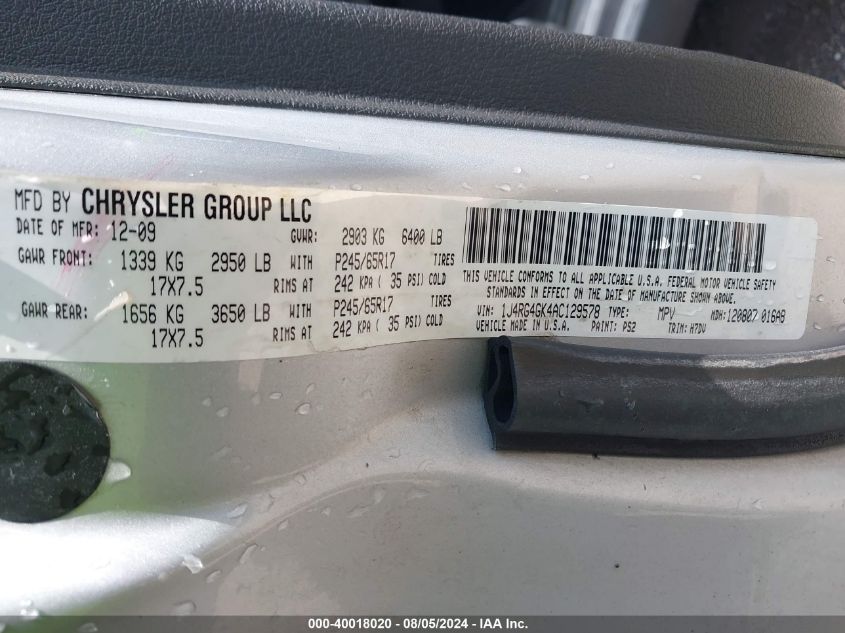 MFD BY CHRYSLER GROUP LLC
DATE OF MFR: 12-09 GVWR: 2903 KG 6400 LB
GAWR FRONT: 1339 KG 2950 LB WITH P245/65R17 TIRES
17X7.5 RIMS AT 242 KPA ( 35 PSI) COLD
GAWR REAR: 1656 KG 3650 LB WITH P245/65R17 TIRES
17X7.5 RIMS AT 242 KPA ( 35 PSI) COLD
THIS VEHICLE CONFORMS TO ALL APPLICABLE U.S.A. FEDERAL MOTOR VEHICLE SAFETY
STANDARDS IN EFFECT ON THE DATE OF MANUFACTURE SHOWN ABOVE.
VIN: 1J4RG4GK4AC129578 TYPE: MPV MDH: 120807 016AB
VEHICLE MADE IN U.S.A. PAINT: PS2 TRIM: H7DV
000-40018020 - 08/05/2024 - IAA Inc.